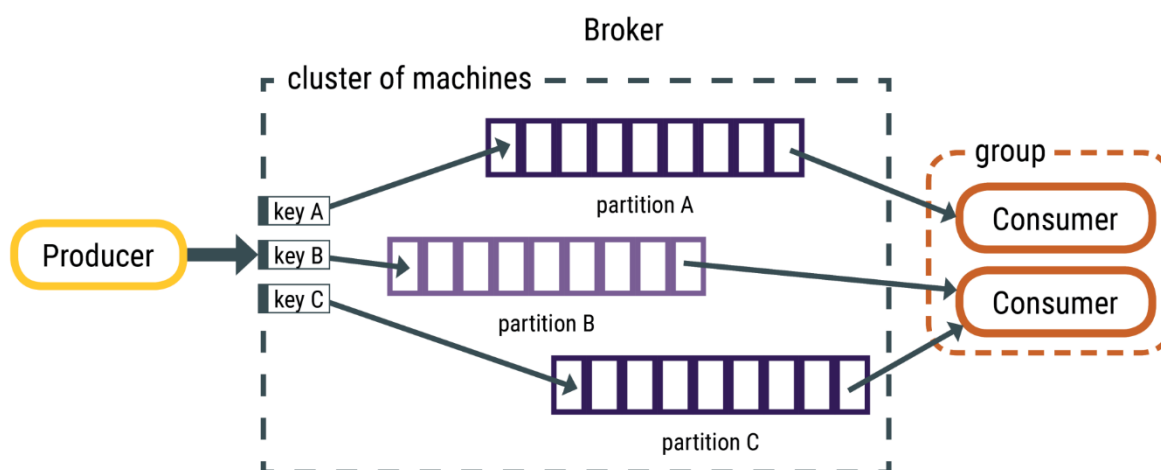 Broker
cluster of machines
group
key A
partition A
Consumer
Producer
key B
key C
partition B
Consumer
partition C